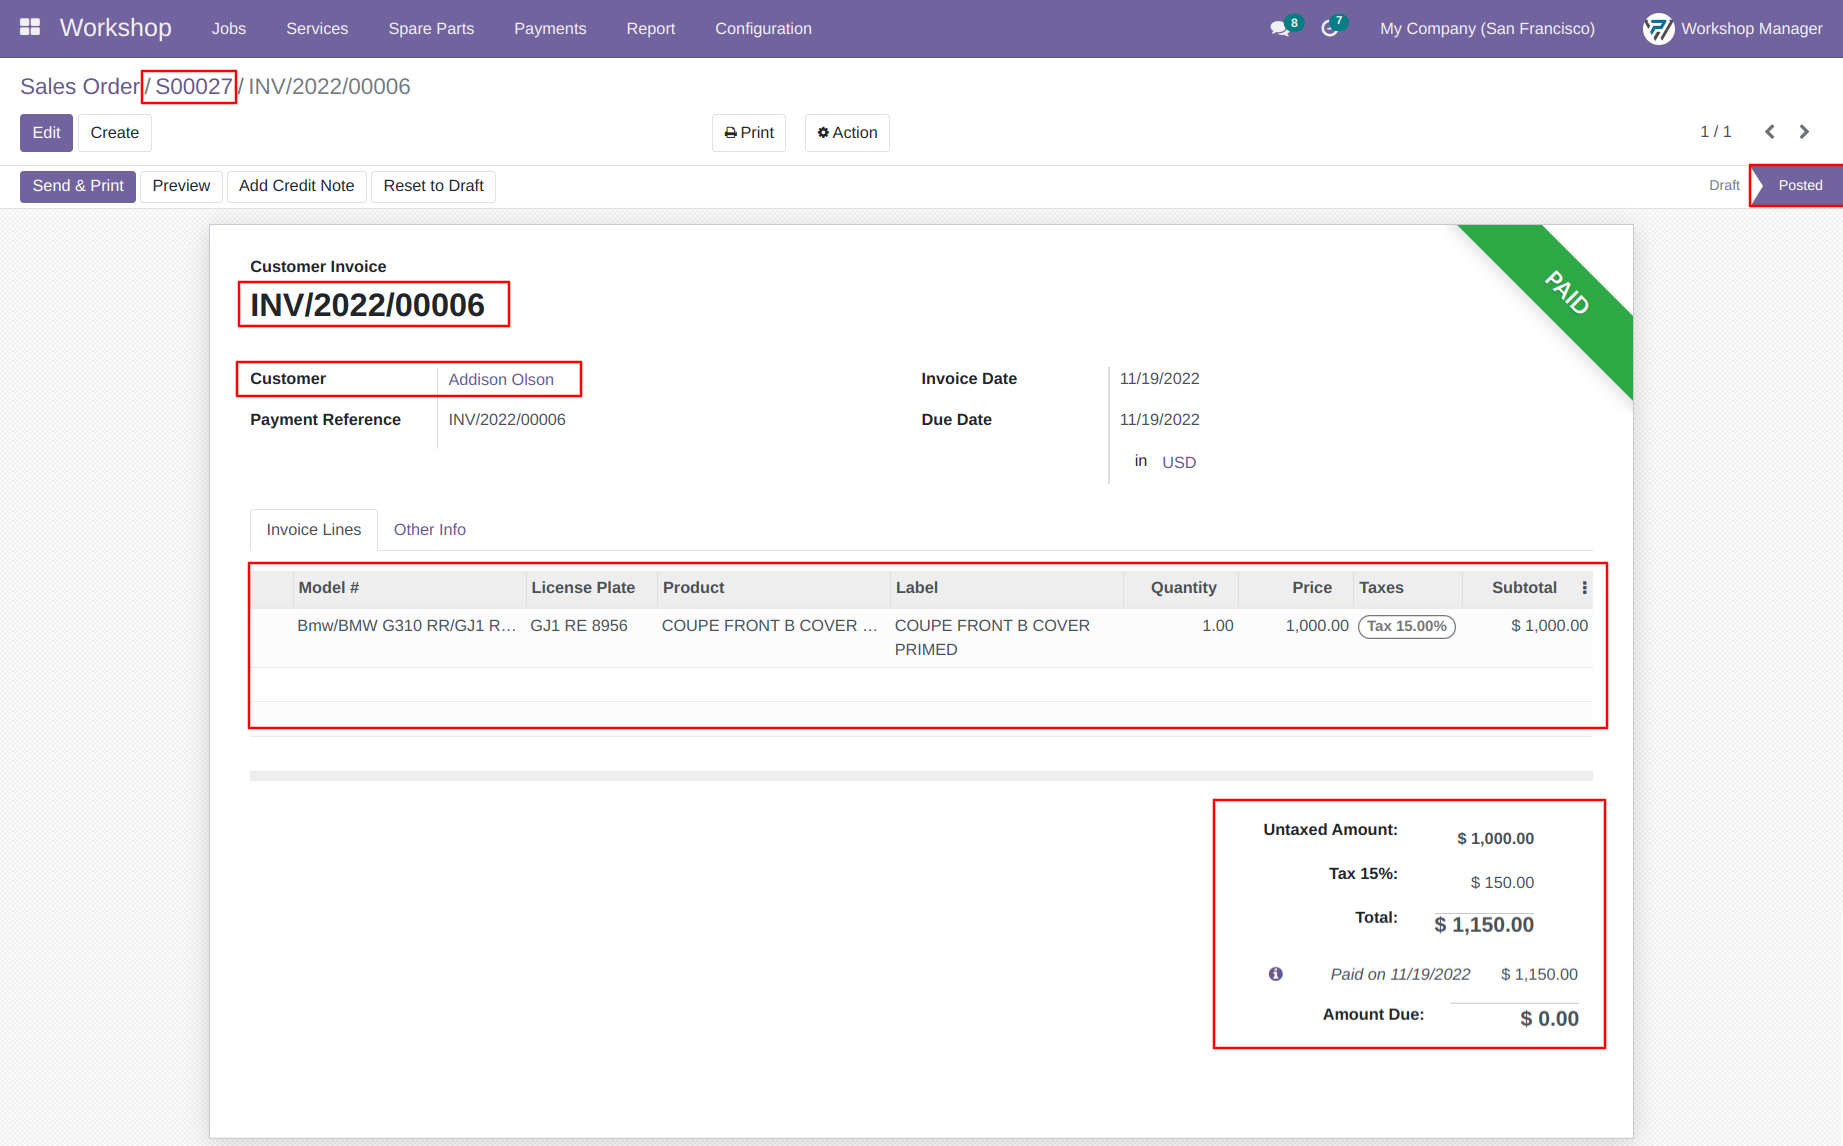 Workshop Jobs Services Spare Parts Payments Report Configuration 8 7 My Company (San Francisco) Workshop Manager
Sales Order / S00027 / INV/2022/00006
Edit Create Print Action 1 / 1
Send & Print Preview Add Credit Note Reset to Draft Draft Posted
PAID
Customer Invoice
INV/2022/00006
Customer Addison Olson Invoice Date 11/19/2022
Payment Reference INV/2022/00006 Due Date 11/19/2022
in USD
Invoice Lines Other Info
Model # License Plate Product Label Quantity Price Taxes Subtotal
Bmw/BMW G310 RR/GJ1 R... GJ1 RE 8956 COUPE FRONT B COVER ... COUPE FRONT B COVER 1.00 1,000.00 Tax 15.00% $ 1,000.00
PRIMED
Untaxed Amount: $ 1,000.00
Tax 15%: $ 150.00
Total: $ 1,150.00
Paid on 11/19/2022 $ 1,150.00
Amount Due: $ 0.00